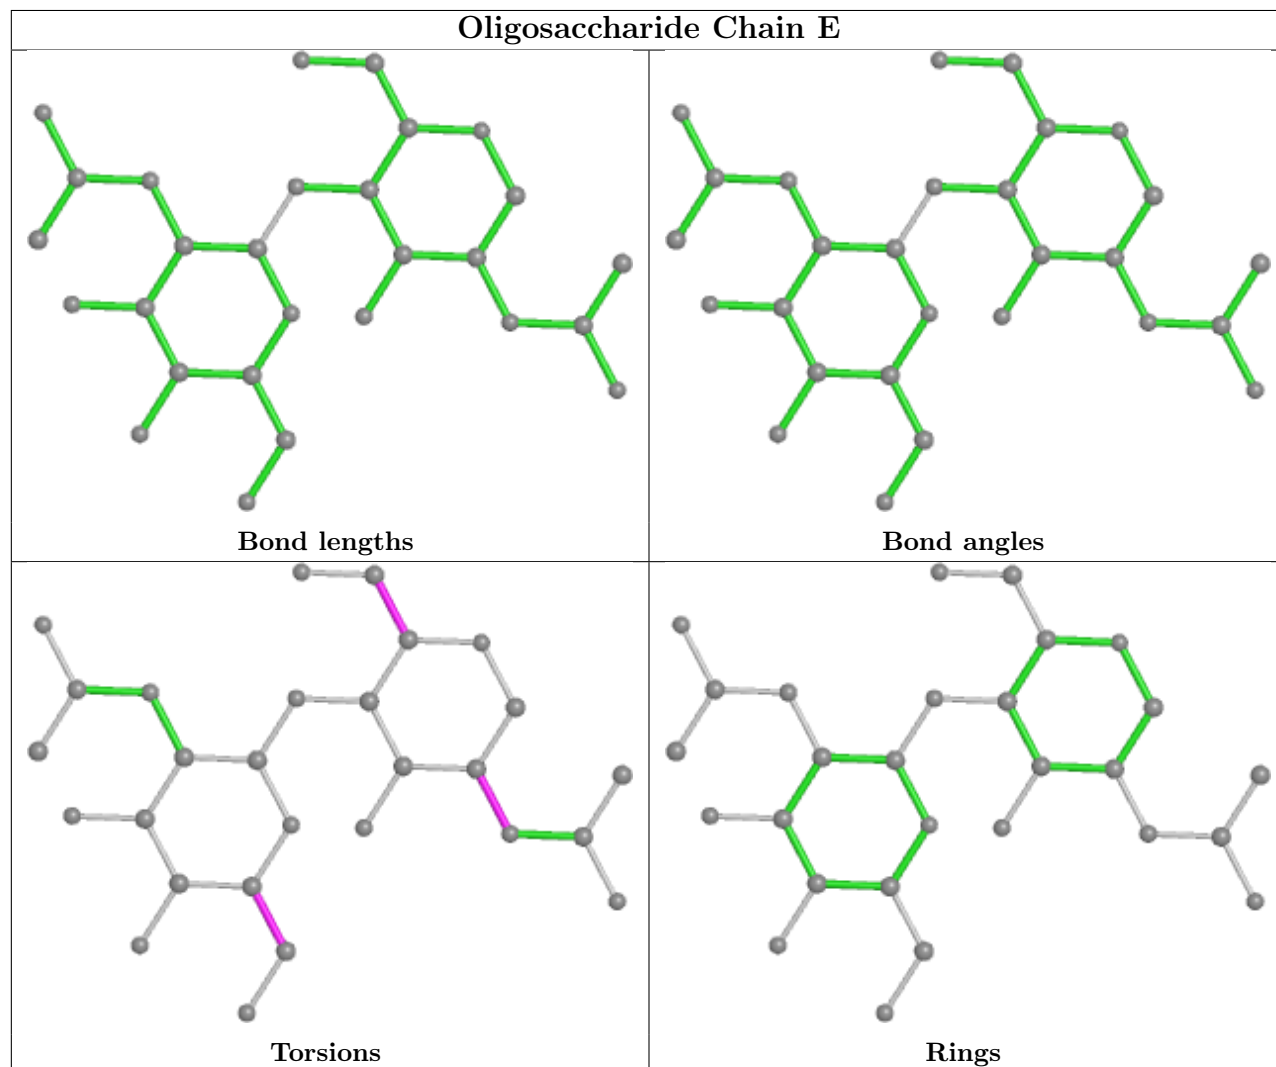 Oligosaccharide Chain E
Bond lengths
Bond angles
Torsions
Rings